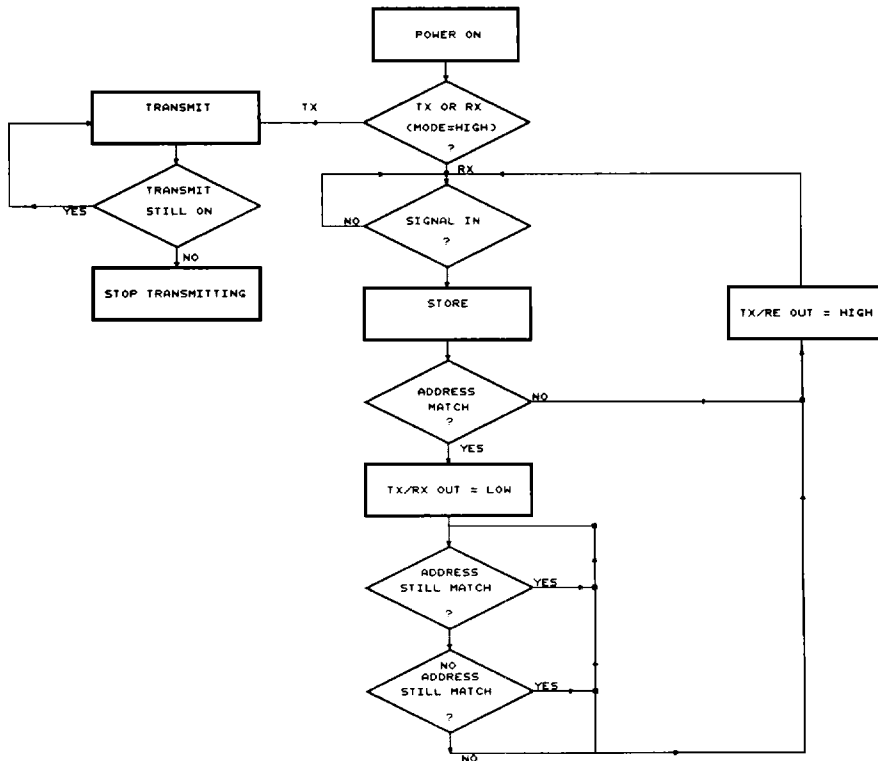 POWER ON
TRANSMIT
TX
TX OR RX
(MODE=HIGH)
?
RX
TRANSMIT
STILL ON
YES
NO
SIGNAL IN
?
NO
STOP TRANSMITTING
STORE
TX/RE OUT = HIGH
ADDRESS
MATCH
?
NO
YES
TX/RX OUT = LOW
ADDRESS
STILL MATCH
?
YES
NO
ADDRESS
STILL MATCH
?
YES
NO